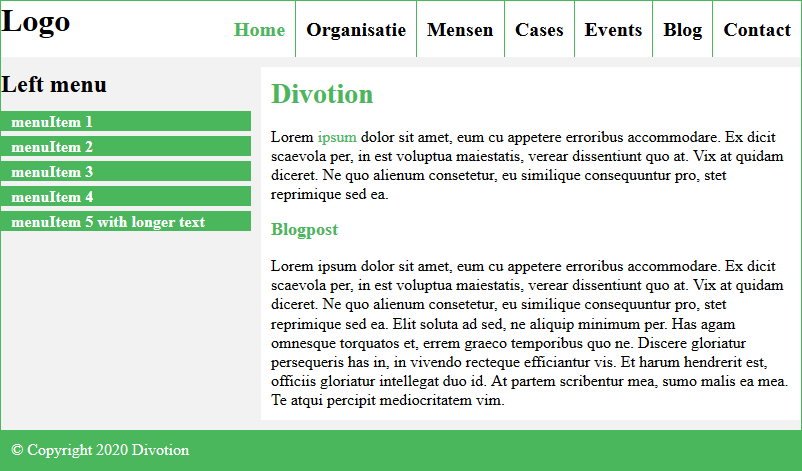 Logo
Home Organisatie Mensen Cases Events Blog Contact
Left menu
menuItem 1
menuItem 2
menuItem 3
menuItem 4
menuItem 5 with longer text
Divotion
Lorem ipsum dolor sit amet, eum cu appetere erroribus accommodare. Ex dicit
scaevola per, in est voluptua maiestatis, verear dissentiunt quo at. Vix at quidam
diceret. Ne quo alienum consetetur, eu similique consequuntur pro, stet
reprimique sed ea.
Blogpost
Lorem ipsum dolor sit amet, eum cu appetere erroribus accommodare. Ex dicit
scaevola per, in est voluptua maiestatis, verear dissentiunt quo at. Vix at quidam
diceret. Ne quo alienum consetetur, eu similique consequuntur pro, stet
reprimique sed ea. Elit soluta ad sed, ne aliquip minimum per. Has agam
omnesque torquatos et, errem graeco temporibus quo ne. Discere gloriatur
persequeris has in, in vivendo recteque efficiantur vis. Et harum hendrerit est,
officiis gloriatur intellegat duo id. At partem scribentur mea, sumo malis ea mea.
Te atqui percipit mediocritatem vim.
© Copyright 2020 Divotion